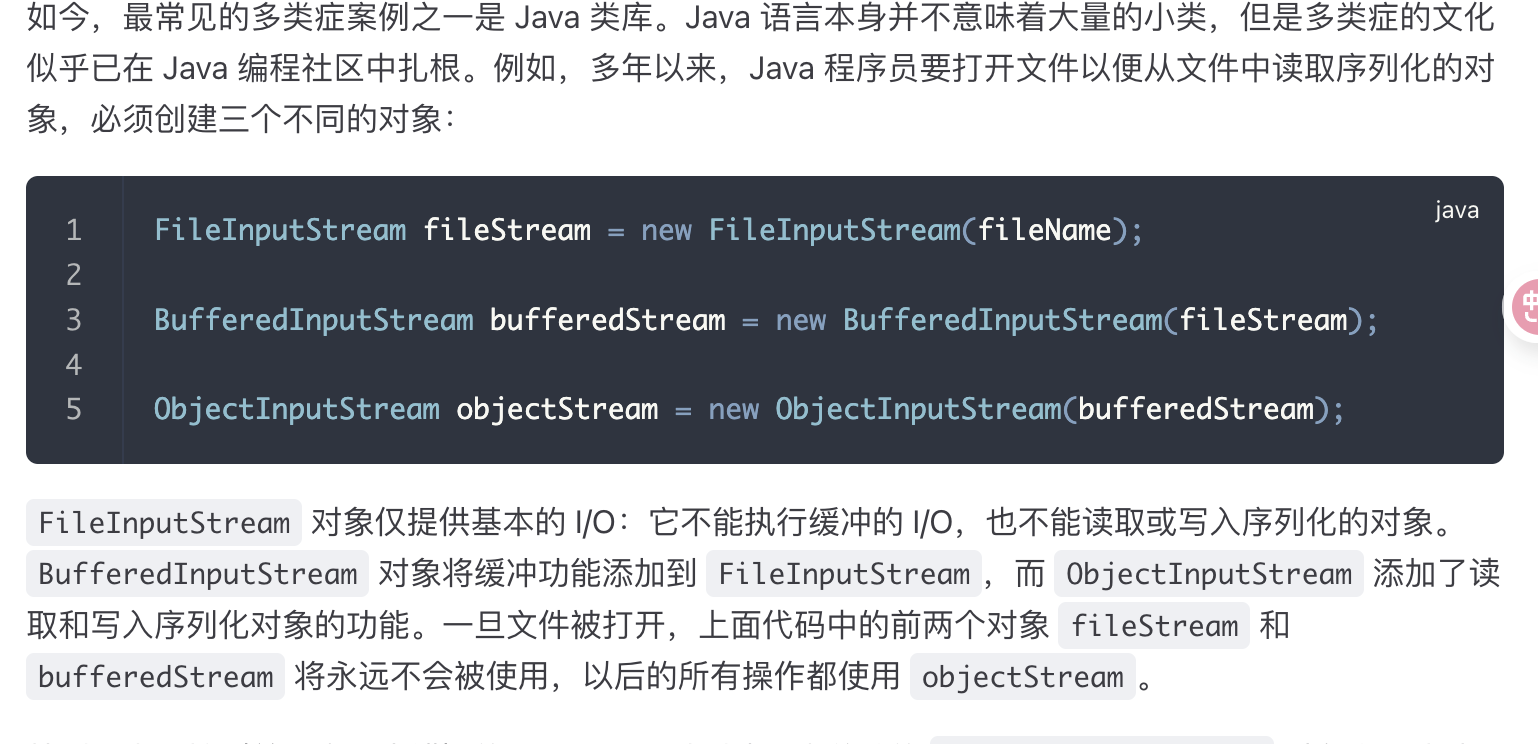 如今，最常见的多类症案例之一是 Java 类库。Java 语言本身并不意味着大量的小类，但是多类症的文化
似乎已在 Java 编程社区中扎根。例如，多年以来，Java 程序员要打开文件以便从文件中读取序列化的对
象，必须创建三个不同的对象：
java
1 FileInputStream fileStream = new FileInputStream(fileName);
2
3 BufferedInputStream bufferedStream = new BufferedInputStream(fileStream);
4
5 ObjectInputStream objectStream = new ObjectInputStream(bufferedStream);
FileInputStream 对象仅提供基本的 I/O：它不能执行缓冲的 I/O，也不能读取或写入序列化的对象。
BufferedInputStream 对象将缓冲功能添加到 FileInputStream ，而 ObjectInputStream 添加了读
取和写入序列化对象的功能。一旦文件被打开，上面代码中的前两个对象 fileStream 和
bufferedStream 将永远不会被使用，以后的所有操作都使用 objectStream 。